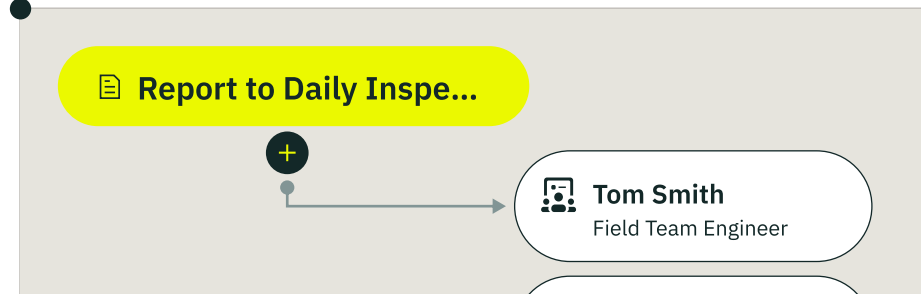 Report to Daily Inspe...
Tom Smith
Field Team Engineer